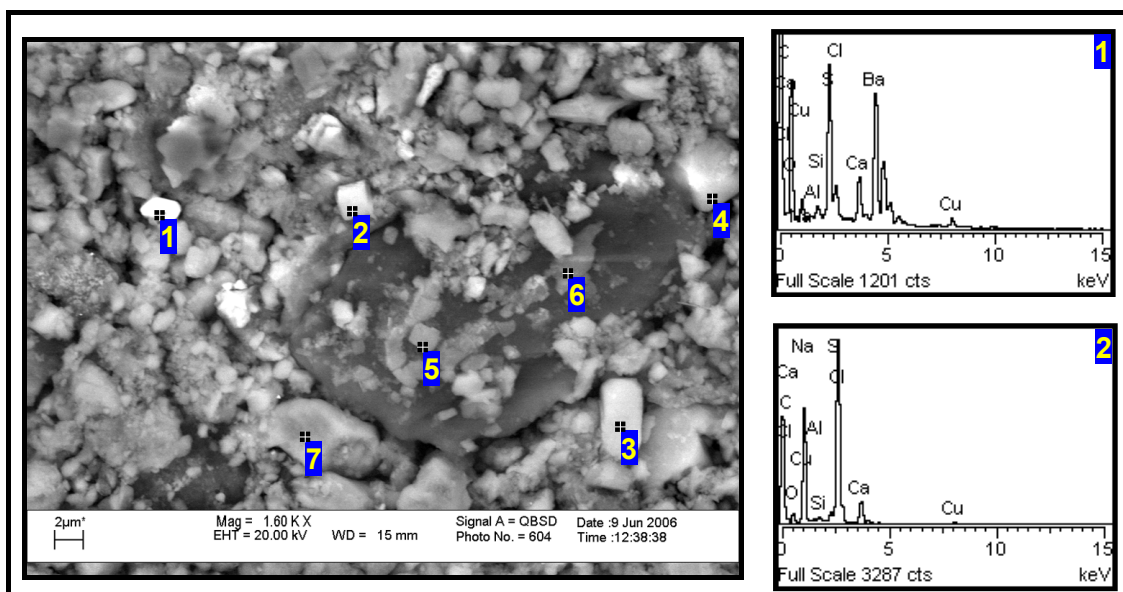 1
2
3
4
5
6
7
2µm*
Mag = 1.60 K X
EHT = 20.00 kV WD = 15 mm
Signal A = QBSD
Photo No. = 604
Date :9 Jun 2006
Time :12:38:38
1
C
Ca
Cu
Cl
O
Si
Al
S
Cl
Ca
Ba
Cu
0 5 10 15
Full Scale 1201 cts keV
2
Na S
Ca
Cl
C
Cl
Al
Cu
O
Si
Ca
Cu
0 5 10 15
Full Scale 3287 cts keV